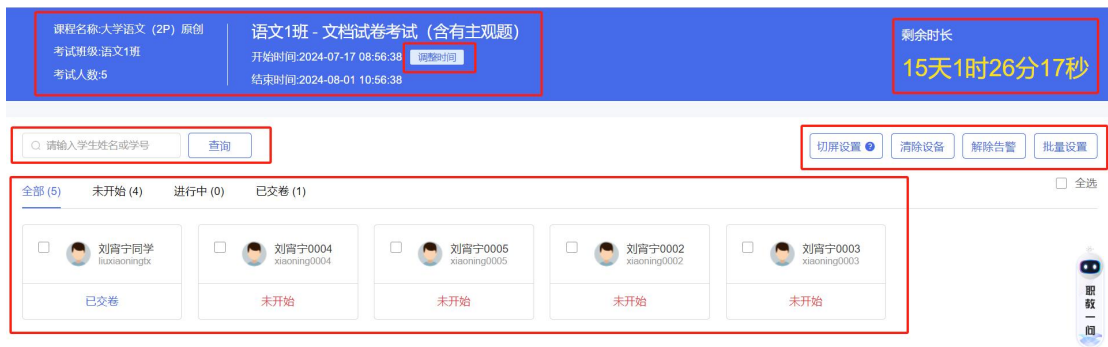 课程名称:大学语文（2P）原创
考试班级:语文1班
考试人数:5
语文1班 - 文档试卷考试（含有主观题）
开始时间:2024-07-17 08:56:38 调整时间
结束时间:2024-08-01 10:56:38
剩余时长
15天1时26分17秒
请输入学生姓名或学号 查询
切屏设置 ? 清除设备 解除告警 批量设置
全部 (5) 未开始 (4) 进行中 (0) 已交卷 (1)
全选
刘宵宁同学
liuxiaoningtx
已交卷
刘宵宁0004
xiaoning0004
未开始
刘宵宁0005
xiaoning0005
未开始
刘宵宁0002
xiaoning0002
未开始
刘宵宁0003
xiaoning0003
未开始
职教一问